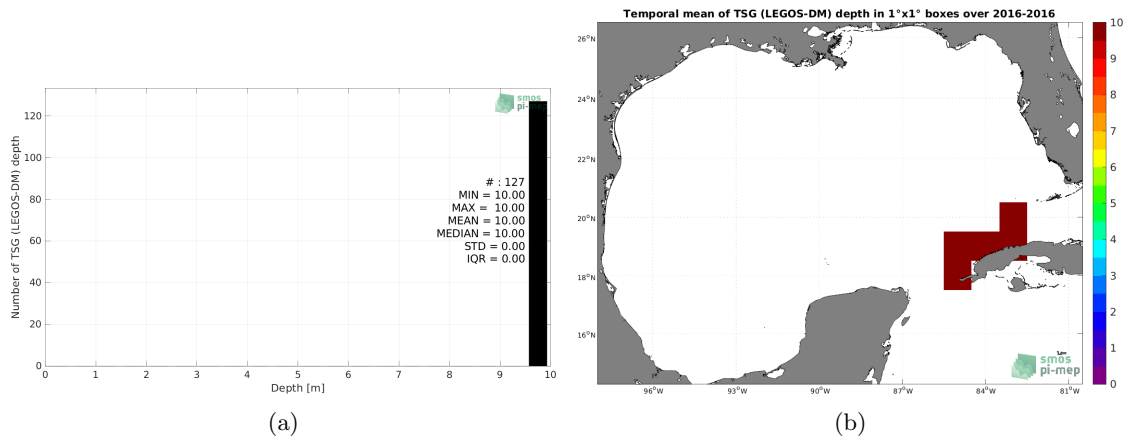 Temporal mean of TSG (LEGOS-DM) depth in 1°x1° boxes over 2016-2016
Number of TSG (LEGOS-DM) depth
120
100
80
60
40
20
0
smos
pi-mep
# : 127
MIN = 10.00
MAX = 10.00
MEAN = 10.00
MEDIAN = 10.00
STD = 0.00
IQR = 0.00
0 1 2 3 4 5 6 7 8 9 10
Depth [m]
(a)
26°N
24°N
22°N
20°N
18°N
16°N
96°W 93°W 90°W 87°W 84°W 81°W
smos
pi-mep
10
9
8
7
6
5
4
3
2
1
0
(b)